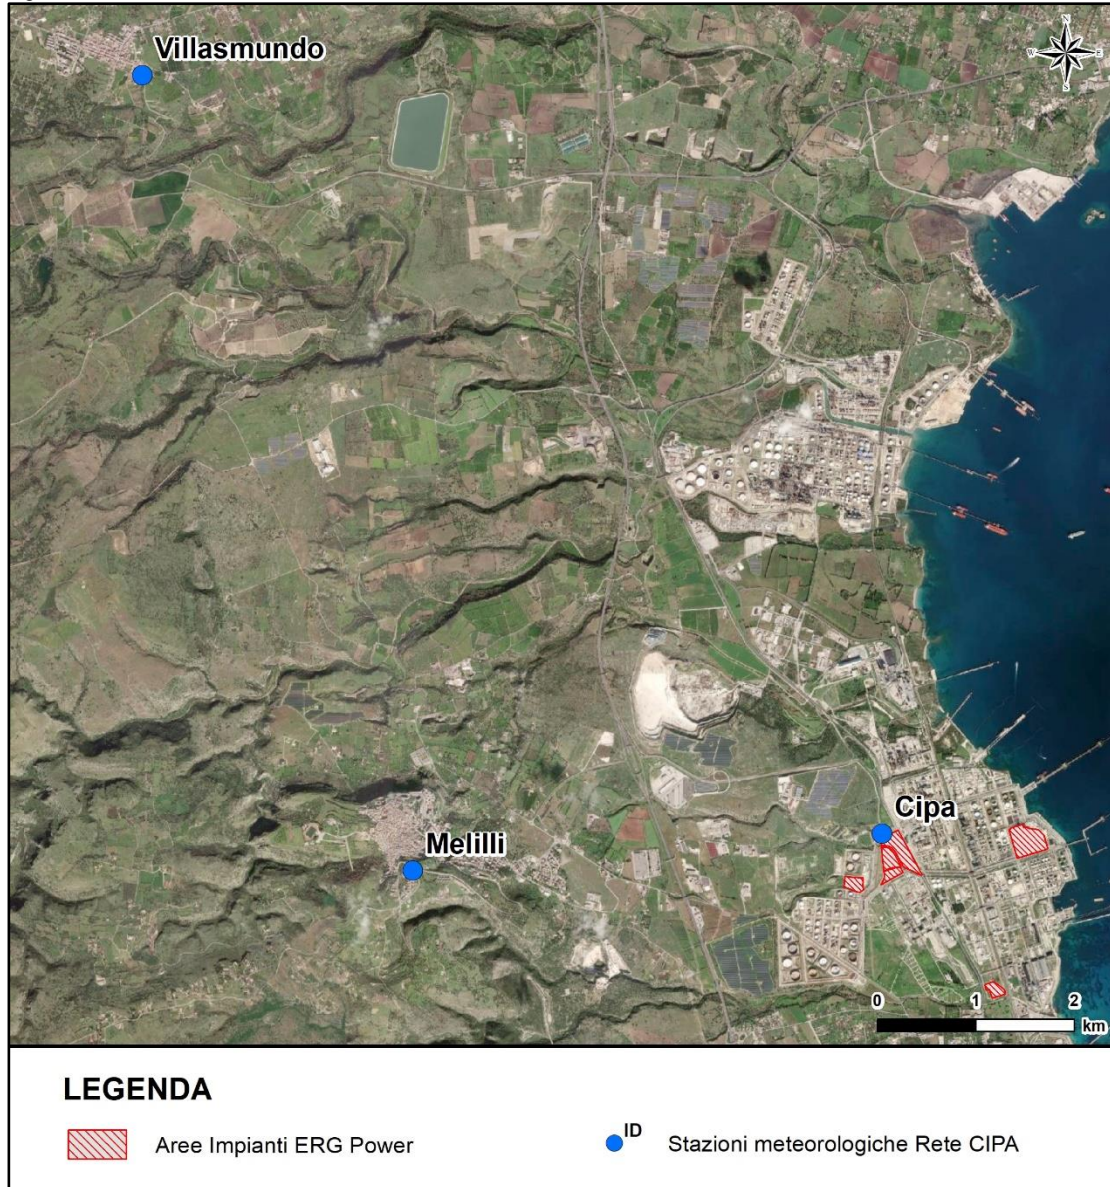 Villasmundo
N
W
E
S
Cipa
Melilli
0
1
2
km
LEGENDA
Aree Impianti ERG Power
ID
Stazioni meteorologiche Rete CIPA